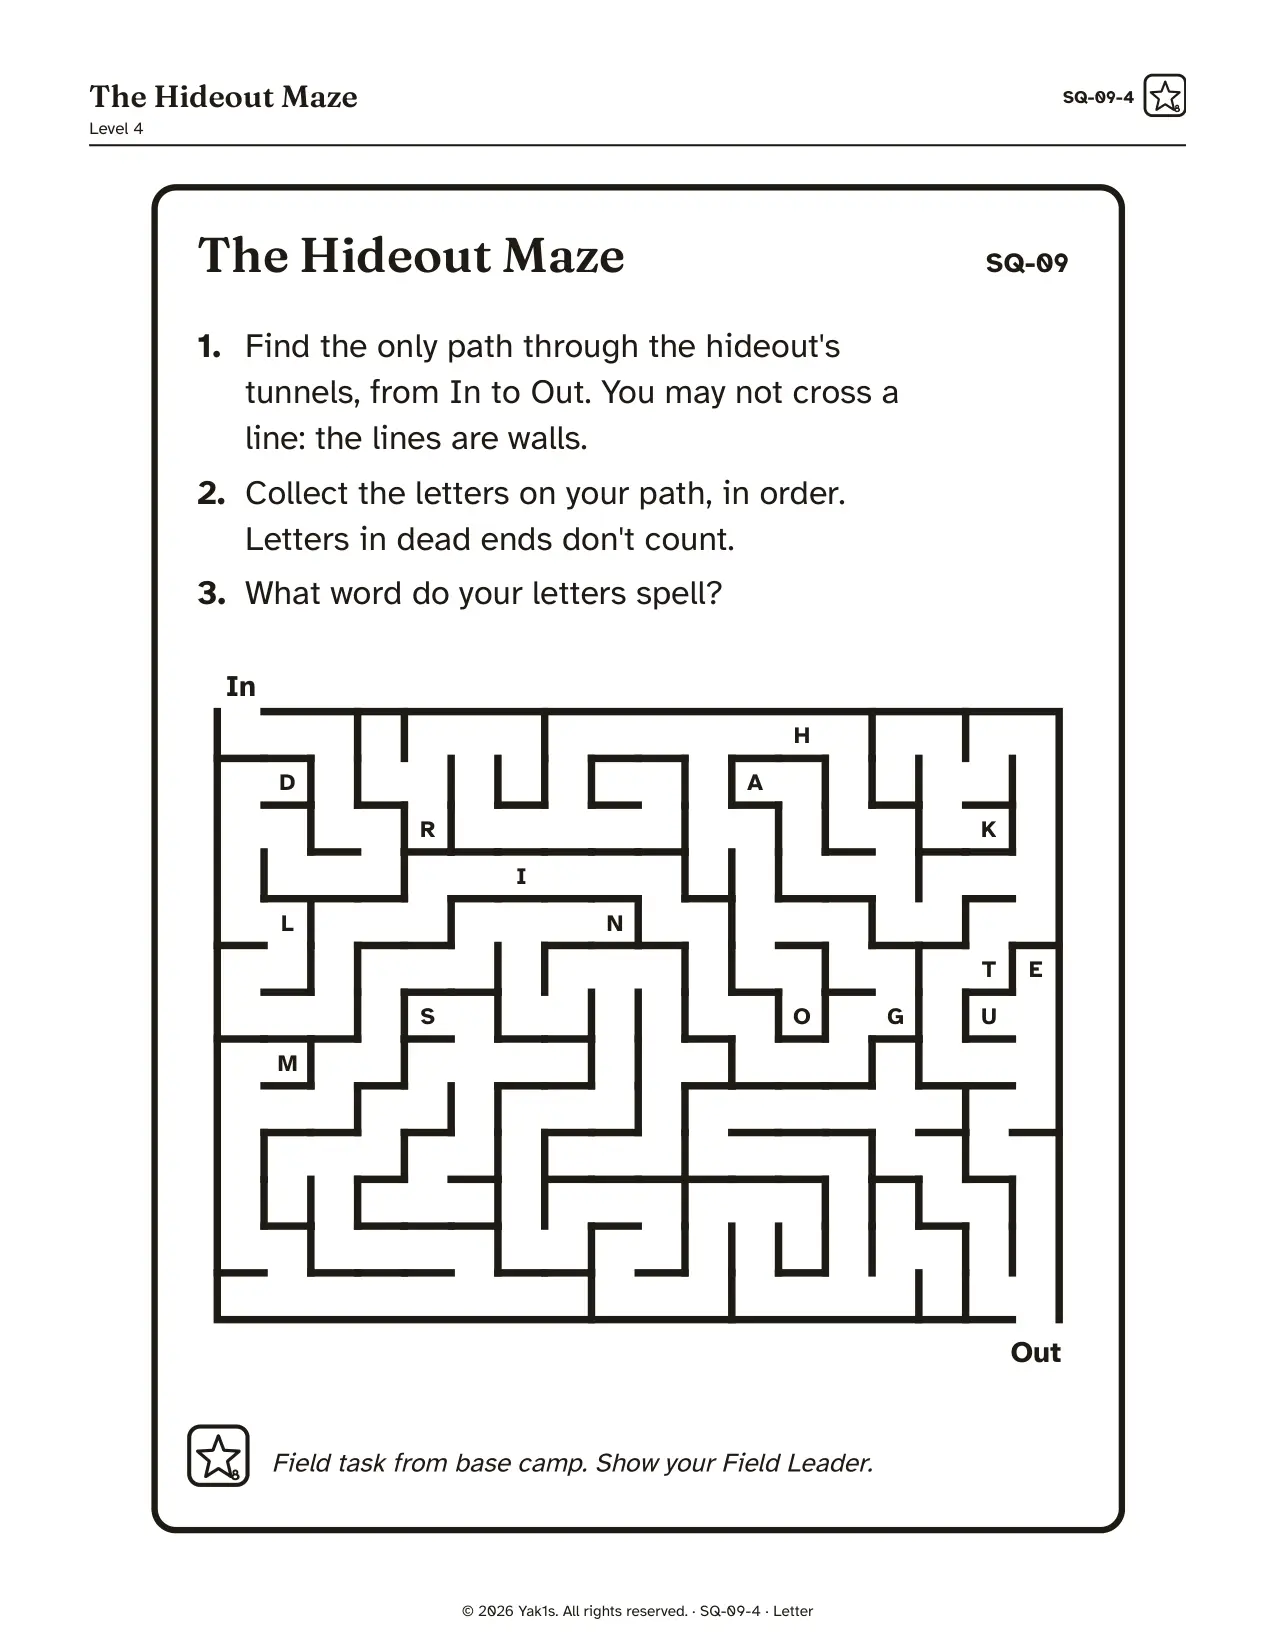 The Hideout Maze
SQ-09-4
8
Level 4
The Hideout Maze
SQ-09
1. Find the only path through the hideout's
tunnels, from In to Out. You may not cross a
line: the lines are walls.
2. Collect the letters on your path, in order.
Letters in dead ends don't count.
3. What word do your letters spell?
In
H
D
A
R
K
I
L
N
T E
S
O
G
U
M
Out
8
Field task from base camp. Show your Field Leader.
© 2026 Yak1s. All rights reserved. · SQ-09-4 · Letter